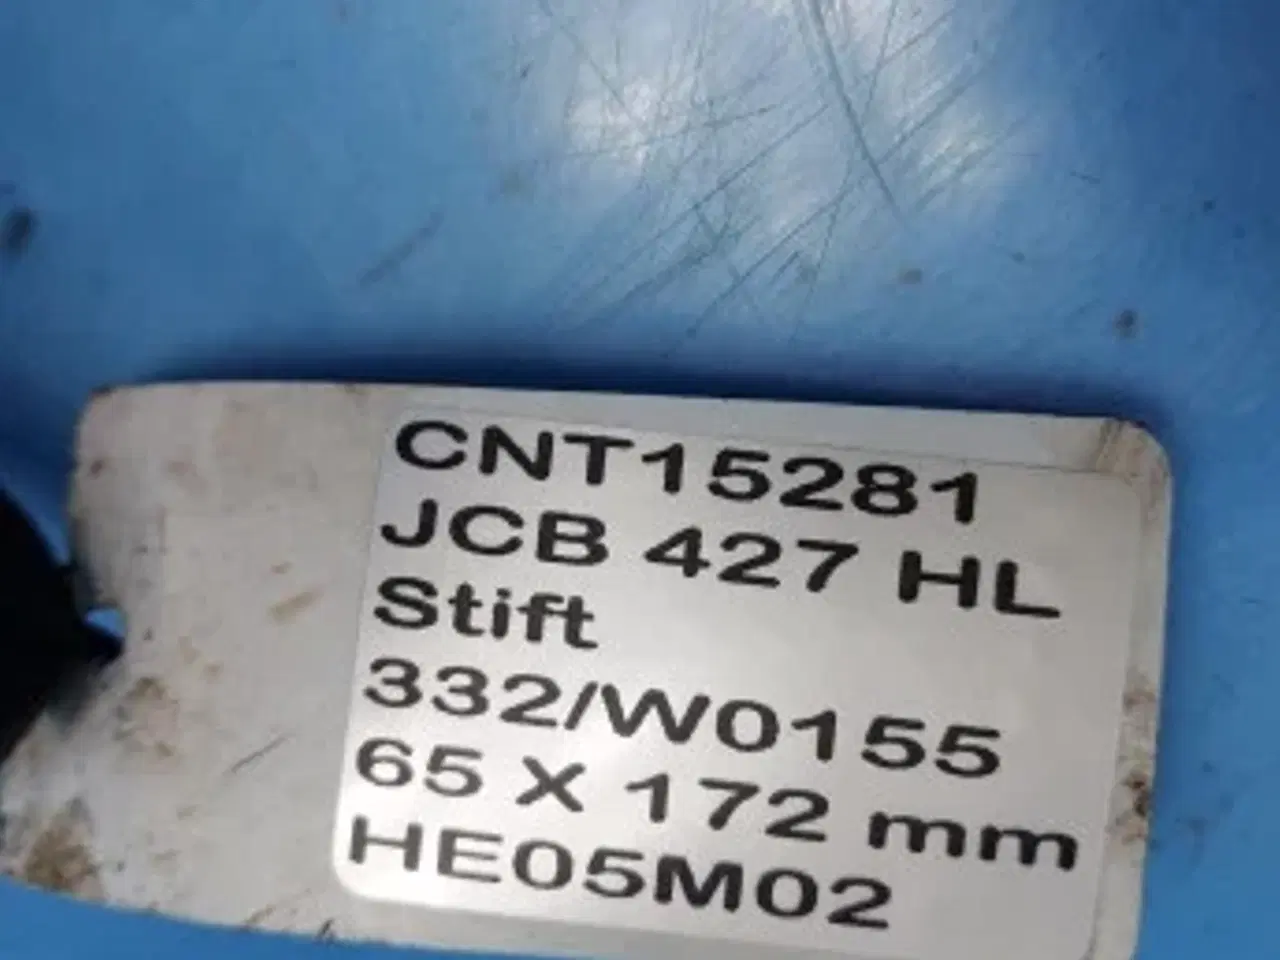 CNT15281
JCB 427 HL
Stift
332/W0155
65 X 172 mm
HE05M02